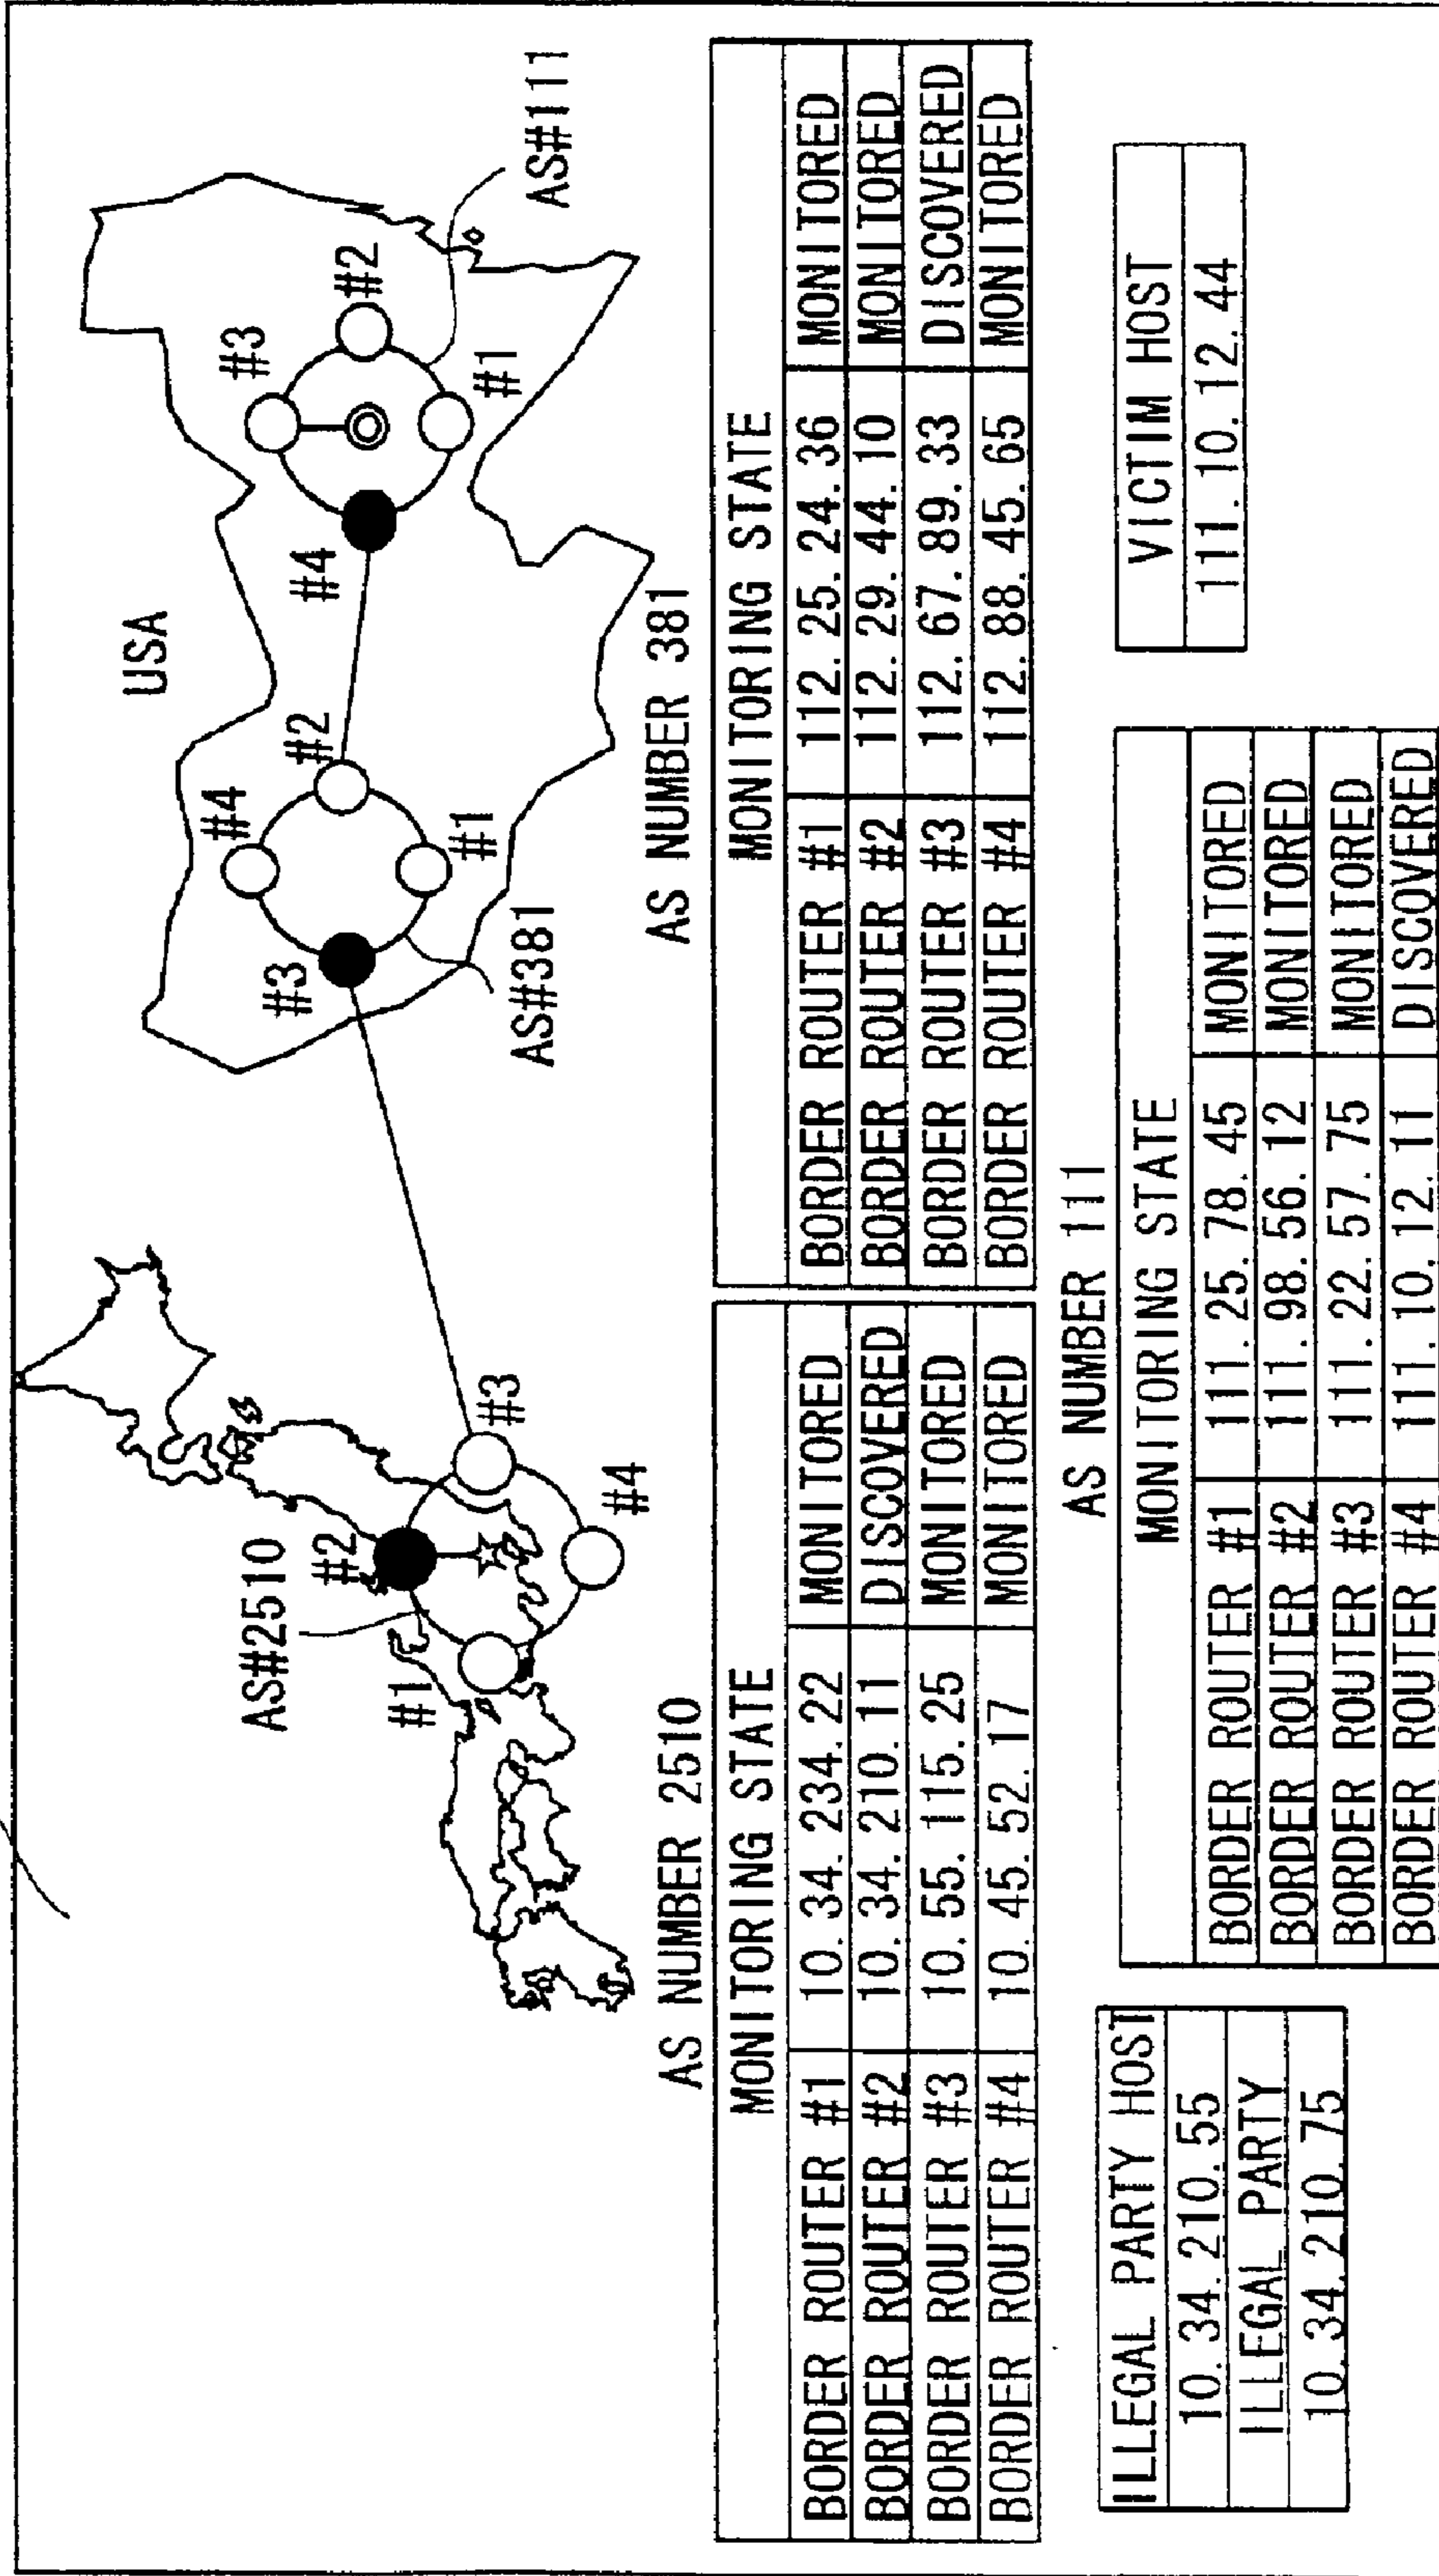 USA
AS#2510
#1
#2
#3
#4
#3
#4
#2
#1
AS#381
#4
#3
#2
#1
AS#111
AS NUMBER 2510
MONITORING STATE
BORDER ROUTER #1 10.34.234.22 MONITORED
BORDER ROUTER #2 10.34.210.11 DISCOVERED
BORDER ROUTER #3 10.55.115.25 MONITORED
BORDER ROUTER #4 10.45.52.17 MONITORED
AS NUMBER 381
MONITORING STATE
BORDER ROUTER #1 112.25.24.36 MONITORED
BORDER ROUTER #2 112.29.44.10 MONITORED
BORDER ROUTER #3 112.67.89.33 DISCOVERED
BORDER ROUTER #4 112.88.45.65 MONITORED
ILLEGAL PARTY HOST
10.34.210.55
ILLEGAL PARTY
10.34.210.75
AS NUMBER 111
MONITORING STATE
BORDER ROUTER #1 111.25.78.45 MONITORED
BORDER ROUTER #2 111.98.56.12 MONITORED
BORDER ROUTER #3 111.22.57.75 MONITORED
BORDER ROUTER #4 111.10.12.11 DISCOVERED
VICTIM HOST
111.10.12.44